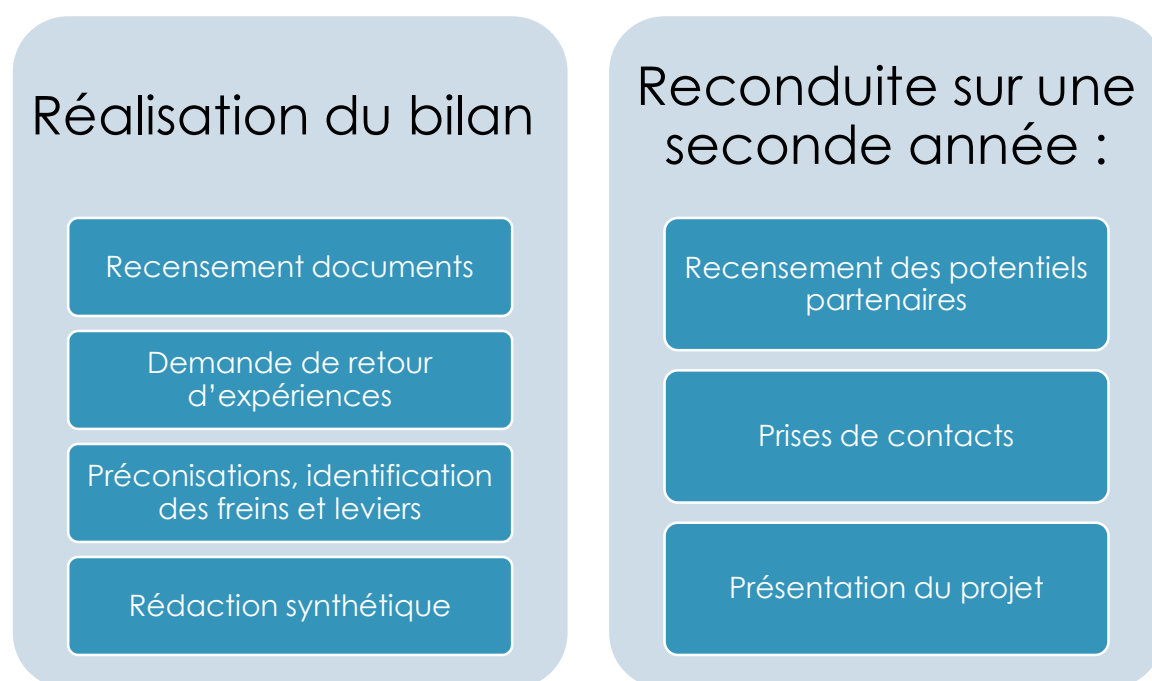 Réalisation du bilan
Recensement documents
Demande de retour
d’expériences
Préconisations, identification
des freins et leviers
Rédaction synthétique
Reconduite sur une
seconde année :
Recensement des potentiels
partenaires
Prises de contacts
Présentation du projet